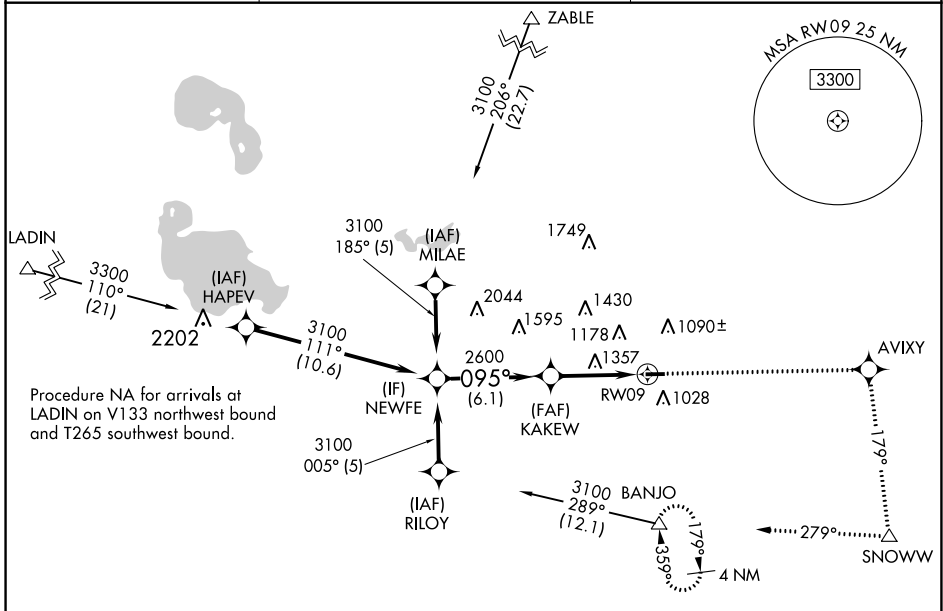 ZABLE
3100
206°
(22.7)
MSA RW09 25 NM
3300
LADIN
3300
110°
(21)
(IAF)
HAPEV
2202
3100
185° (5)
(IAF)
MILAE
1749
2044
1595
1430
1178
1357
1090±
1028
3100
111°
(10.6)
(IF)
NEWFE
2600
095°
(6.1)
(FAF)
KAKEW
RW09
AVIXY
Procedure NA for arrivals at
LADIN on V133 northwest bound
and T265 southwest bound.
3100
005° (5)
(IAF)
RILOY
3100
289°
(12.1)
BANJO
179°
359°
4 NM
179°
279°
SNOWW